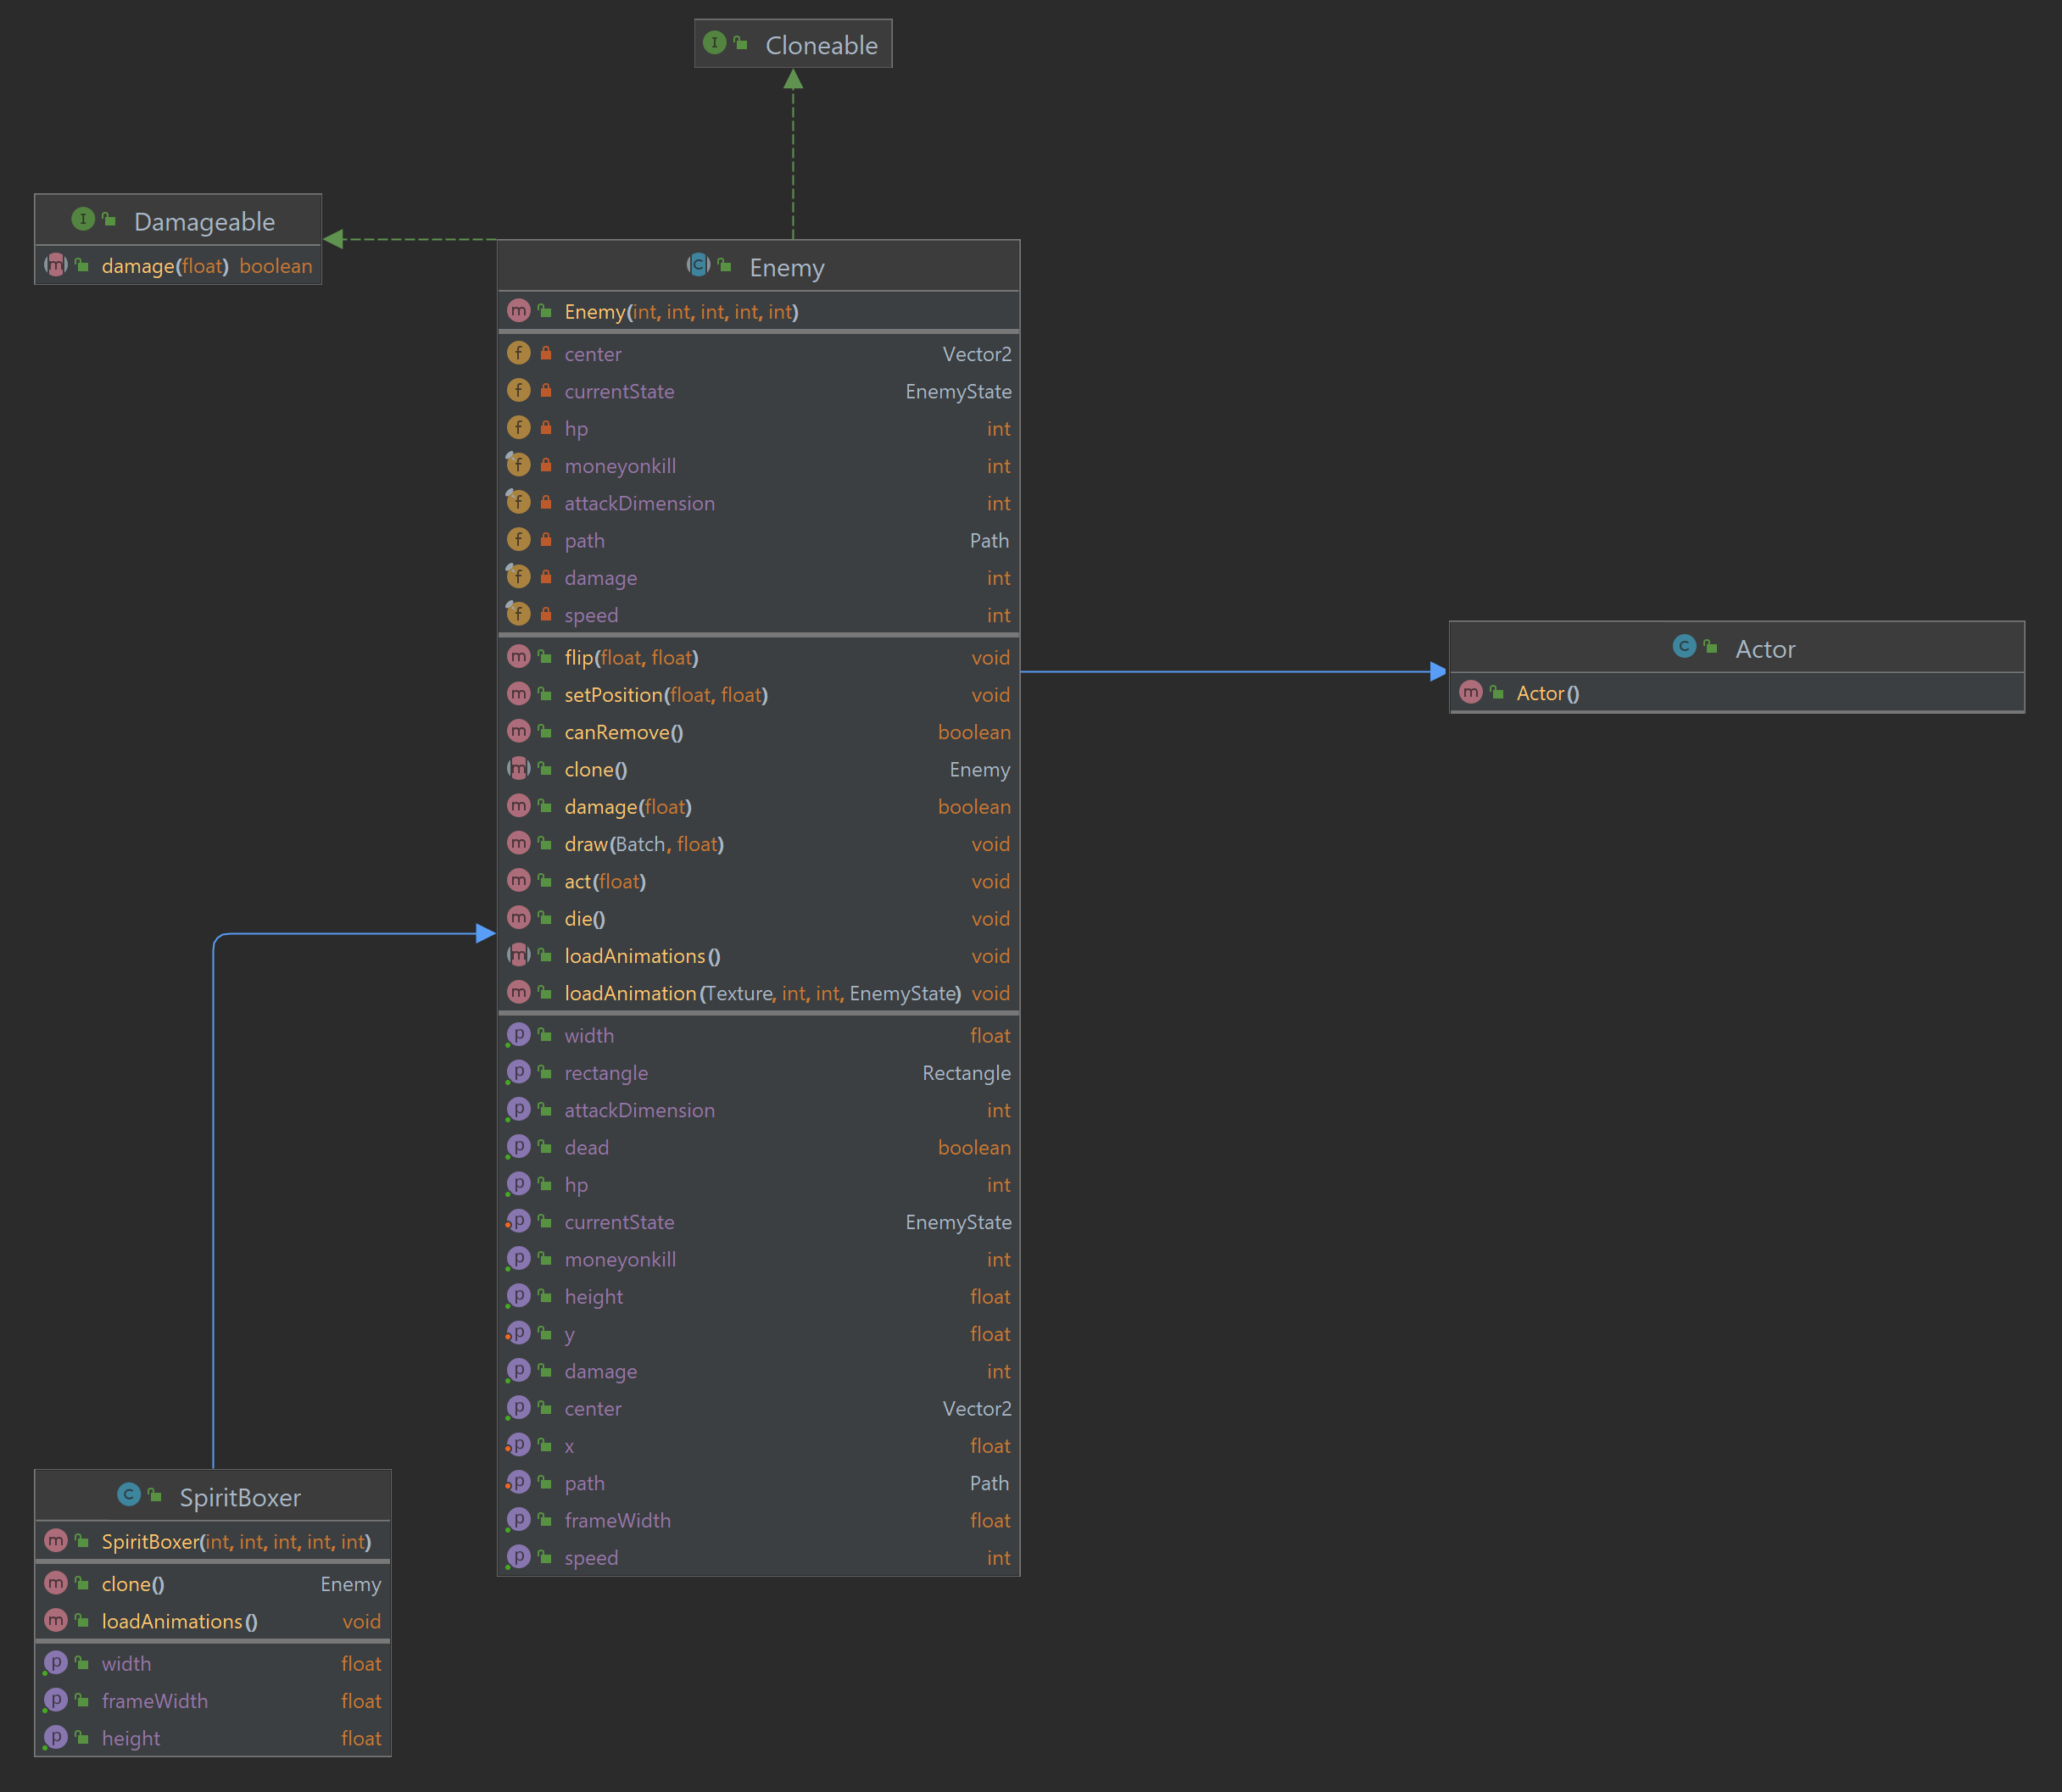 Cloneable
Damageable
damage(float) boolean
Enemy
Enemy(int, int, int, int, int)
center Vector2
currentState EnemyState
hp int
moneyonkill int
attackDimension int
path Path
damage int
speed int
flip(float, float) void
setPosition(float, float) void
canRemove() boolean
clone() Enemy
damage(float) boolean
draw(Batch, float) void
act(float) void
die() void
loadAnimations() void
loadAnimation(Texture, int, int, EnemyState) void
width float
rectangle Rectangle
attackDimension int
dead boolean
hp int
currentState EnemyState
moneyonkill int
height float
y float
damage int
center Vector2
x float
path Path
frameWidth float
speed int
Actor
Actor()
SpiritBoxer
SpiritBoxer(int, int, int, int, int)
clone() Enemy
loadAnimations() void
width float
frameWidth float
height float